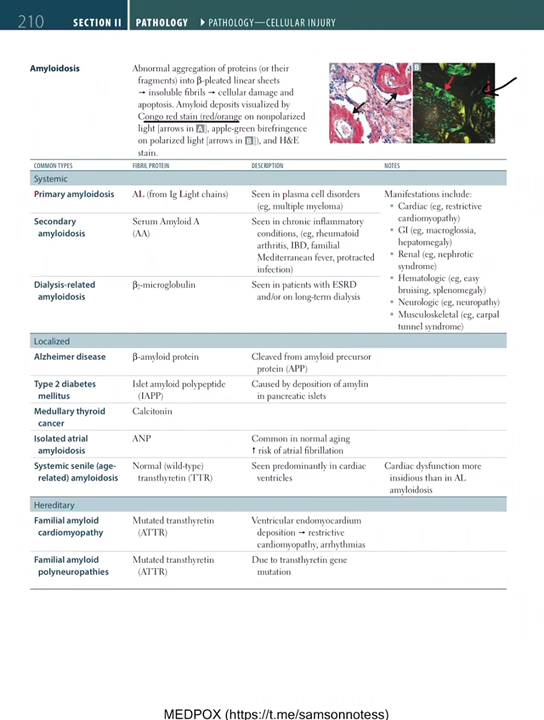 210 SECTION II PATHOLOGY ▶ PATHOLOGY—CELLULAR INJURY
Amyloidosis
Abnormal aggregation of proteins (or their
fragments) into β-pleated linear sheets
→ insoluble fibrils → cellular damage and
apoptosis. Amyloid deposits visualized by
Congo red stain (red/orange on nonpolarized
light [arrows in A], apple-green birefringence
on polarized light [arrows in B]), and H&E
stain.
A B
COMMON TYPES FIBRIL PROTEIN DESCRIPTION NOTES
Systemic
Primary amyloidosis AL (from Ig Light chains) Seen in plasma cell disorders
(eg, multiple myeloma)
Manifestations include:
▪ Cardiac (eg, restrictive
cardiomyopathy)
▪ GI (eg, macroglossia,
hepatomegaly)
▪ Renal (eg, nephrotic
syndrome)
▪ Hematologic (eg, easy
bruising, splenomegaly)
▪ Neurologic (eg, neuropathy)
▪ Musculoskeletal (eg, carpal
tunnel syndrome)
Secondary
amyloidosis
Serum Amyloid A
(AA)
Seen in chronic inflammatory
conditions, (eg, rheumatoid
arthritis, IBD, familial
Mediterranean fever, protracted
infection)
Dialysis-related
amyloidosis
β₂-microglobulin
Seen in patients with ESRD
and/or on long-term dialysis
Localized
Alzheimer disease β-amyloid protein Cleaved from amyloid precursor
protein (APP)
Type 2 diabetes
mellitus
Islet amyloid polypeptide
(IAPP)
Caused by deposition of amylin
in pancreatic islets
Medullary thyroid
cancer
Calcitonin
Isolated atrial
amyloidosis
ANP
Common in normal aging
↑ risk of atrial fibrillation
Systemic senile (age-
related) amyloidosis
Normal (wild-type)
transthyretin (TTR)
Seen predominantly in cardiac
ventricles
Cardiac dysfunction more
insidious than in AL
amyloidosis
Hereditary
Familial amyloid
cardiomyopathy
Mutated transthyretin
(ATTR)
Ventricular endomyocardium
deposition → restrictive
cardiomyopathy, arrhythmias
Familial amyloid
polyneuropathies
Mutated transthyretin
(ATTR)
Due to transthyretin gene
mutation
MEDPOX (https://t.me/samsonnotess)